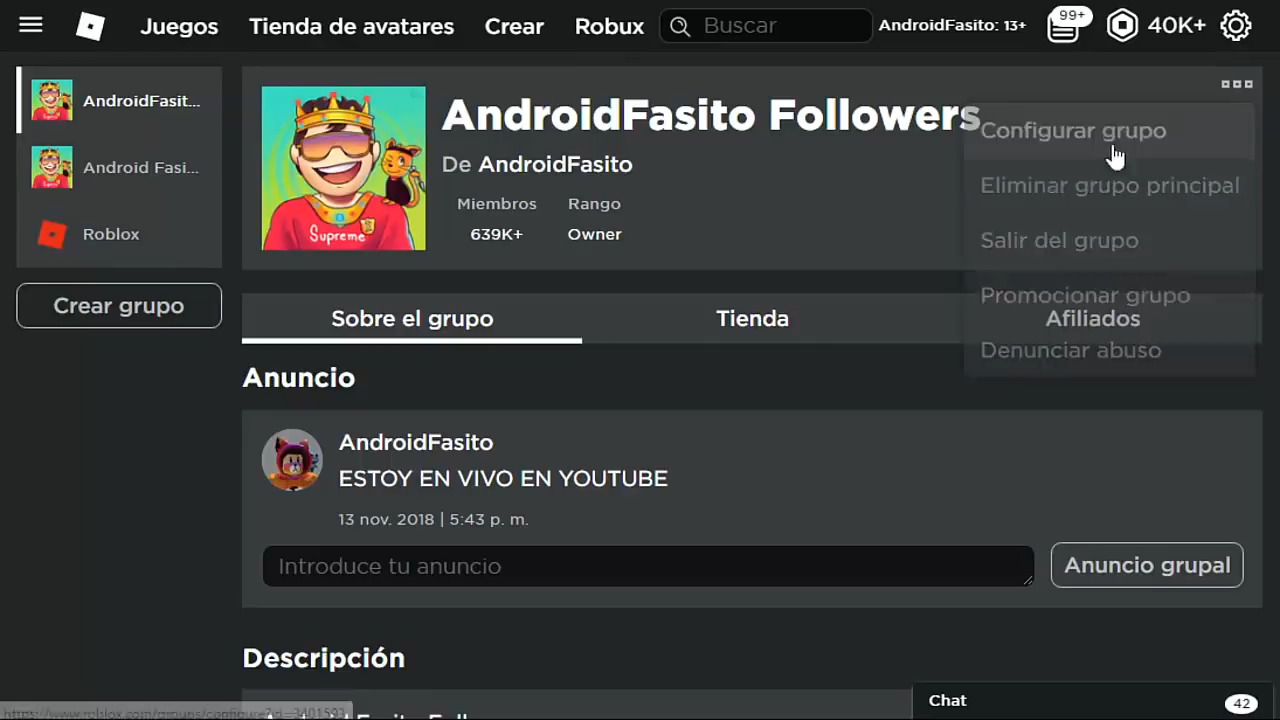 Juegos Tienda de avatares Crear Robux Buscar AndroidFasito: 13+ 99+ 40K+
AndroidFasit...
Android Fasi...
Roblox
Crear grupo
AndroidFasito Followers
De AndroidFasito
Miembros Rango
639K+ Owner
Supreme
Configurar grupo
Eliminar grupo principal
Salir del grupo
Promocionar grupo
Denunciar abuso
Sobre el grupo Tienda Afiliados
Anuncio
AndroidFasito
ESTOY EN VIVO EN YOUTUBE
13 nov. 2018 | 5:43 p. m.
Introduce tu anuncio Anuncio grupal
Descripción
Chat 42